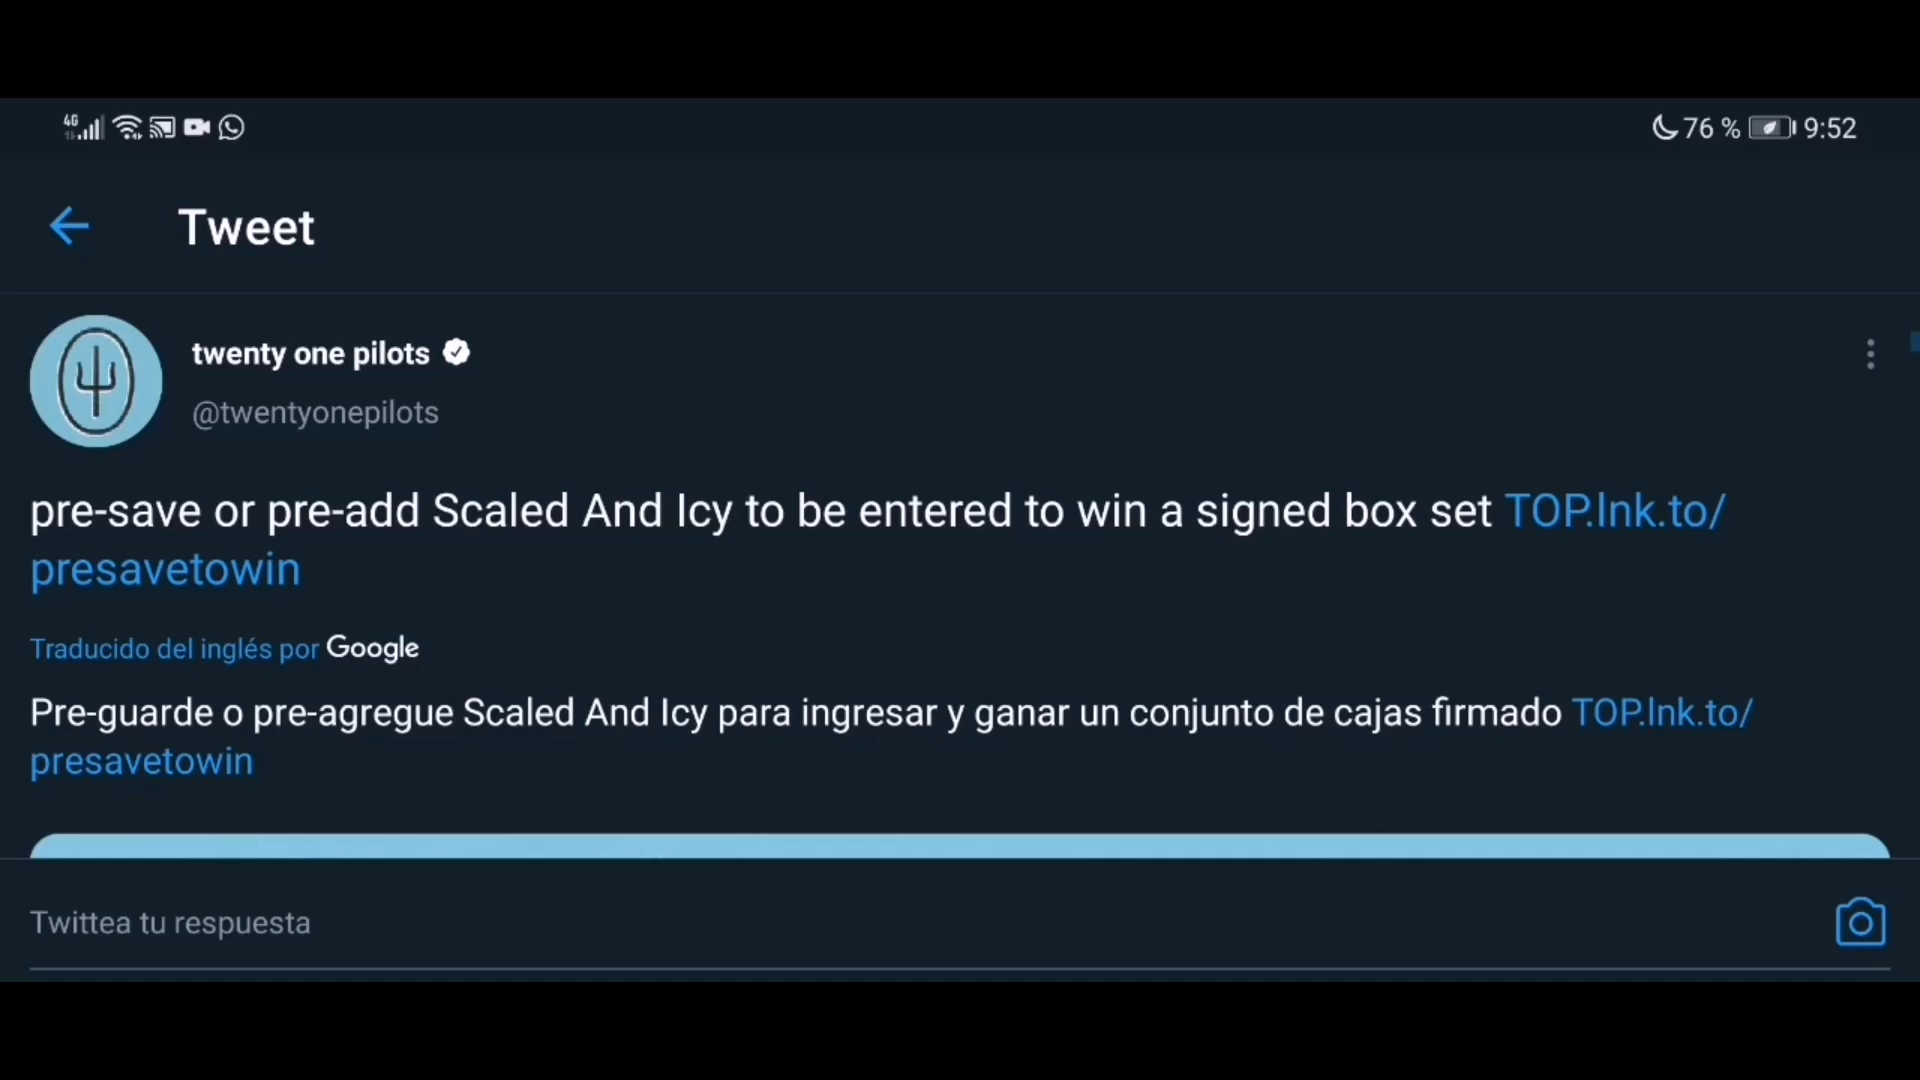 4G 76 % 9:52
Tweet
twenty one pilots
@twentyonepilots
pre-save or pre-add Scaled And Icy to be entered to win a signed box set TOP.lnk.to/
presavetowin
Traducido del inglés por Google
Pre-guarde o pre-agregue Scaled And Icy para ingresar y ganar un conjunto de cajas firmado TOP.lnk.to/
presavetowin
Twittea tu respuesta